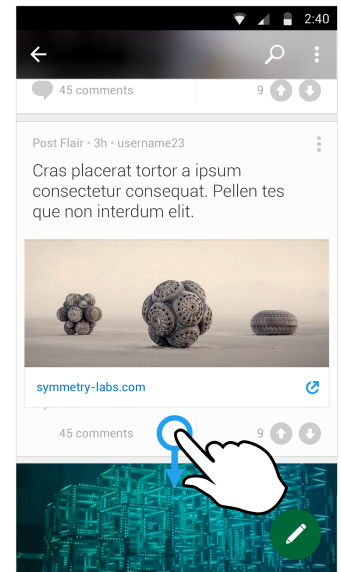 2:40
45 comments
9
Post Flair • 3h • username23
Cras placerat tortor a ipsum
consectetur consequat. Pellen tes
que non interdum elit.
symmetry-labs.com
45 comments
9